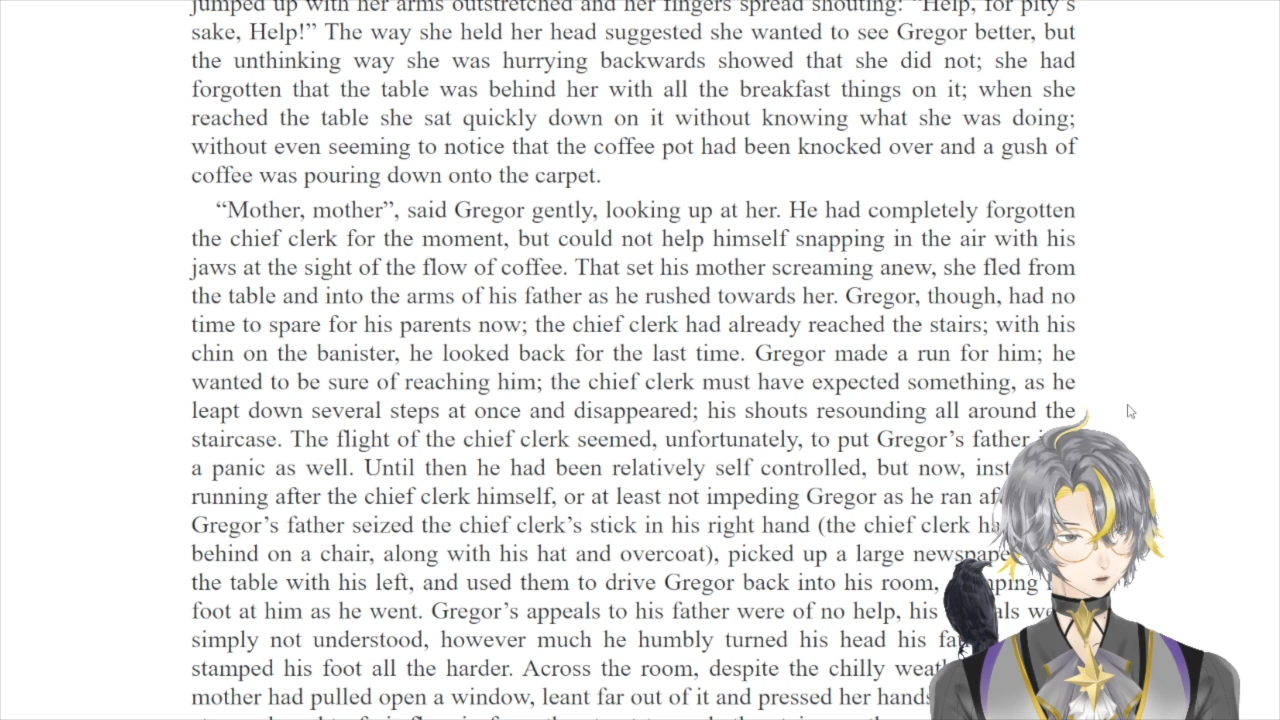 jumped up with her arms outstretched and her fingers spread shouting: “Help, for pity’s
sake, Help!” The way she held her head suggested she wanted to see Gregor better, but
the unthinking way she was hurrying backwards showed that she did not; she had
forgotten that the table was behind her with all the breakfast things on it; when she
reached the table she sat quickly down on it without knowing what she was doing;
without even seeming to notice that the coffee pot had been knocked over and a gush of
coffee was pouring down onto the carpet.
“Mother, mother”, said Gregor gently, looking up at her. He had completely forgotten
the chief clerk for the moment, but could not help himself snapping in the air with his
jaws at the sight of the flow of coffee. That set his mother screaming anew, she fled from
the table and into the arms of his father as he rushed towards her. Gregor, though, had no
time to spare for his parents now; the chief clerk had already reached the stairs; with his
chin on the banister, he looked back for the last time. Gregor made a run for him; he
wanted to be sure of reaching him; the chief clerk must have expected something, as he
leapt down several steps at once and disappeared; his shouts resounding all around the
staircase. The flight of the chief clerk seemed, unfortunately, to put Gregor’s father
a panic as well. Until then he had been relatively self controlled, but now,
running after the chief clerk himself, or at least not impeding Gregor as he ran
Gregor’s father seized the chief clerk’s stick in his right hand (the chief clerk
behind on a chair, along with his hat and overcoat), picked up a large
the table with his left, and used them to drive Gregor back into his room,
foot at him as he went. Gregor’s appeals to his father were of no help, his
simply not understood, however much he humbly turned his head his
stamped his foot all the harder. Across the room, despite the chilly
mother had pulled open a window, leant far out of it and pressed her